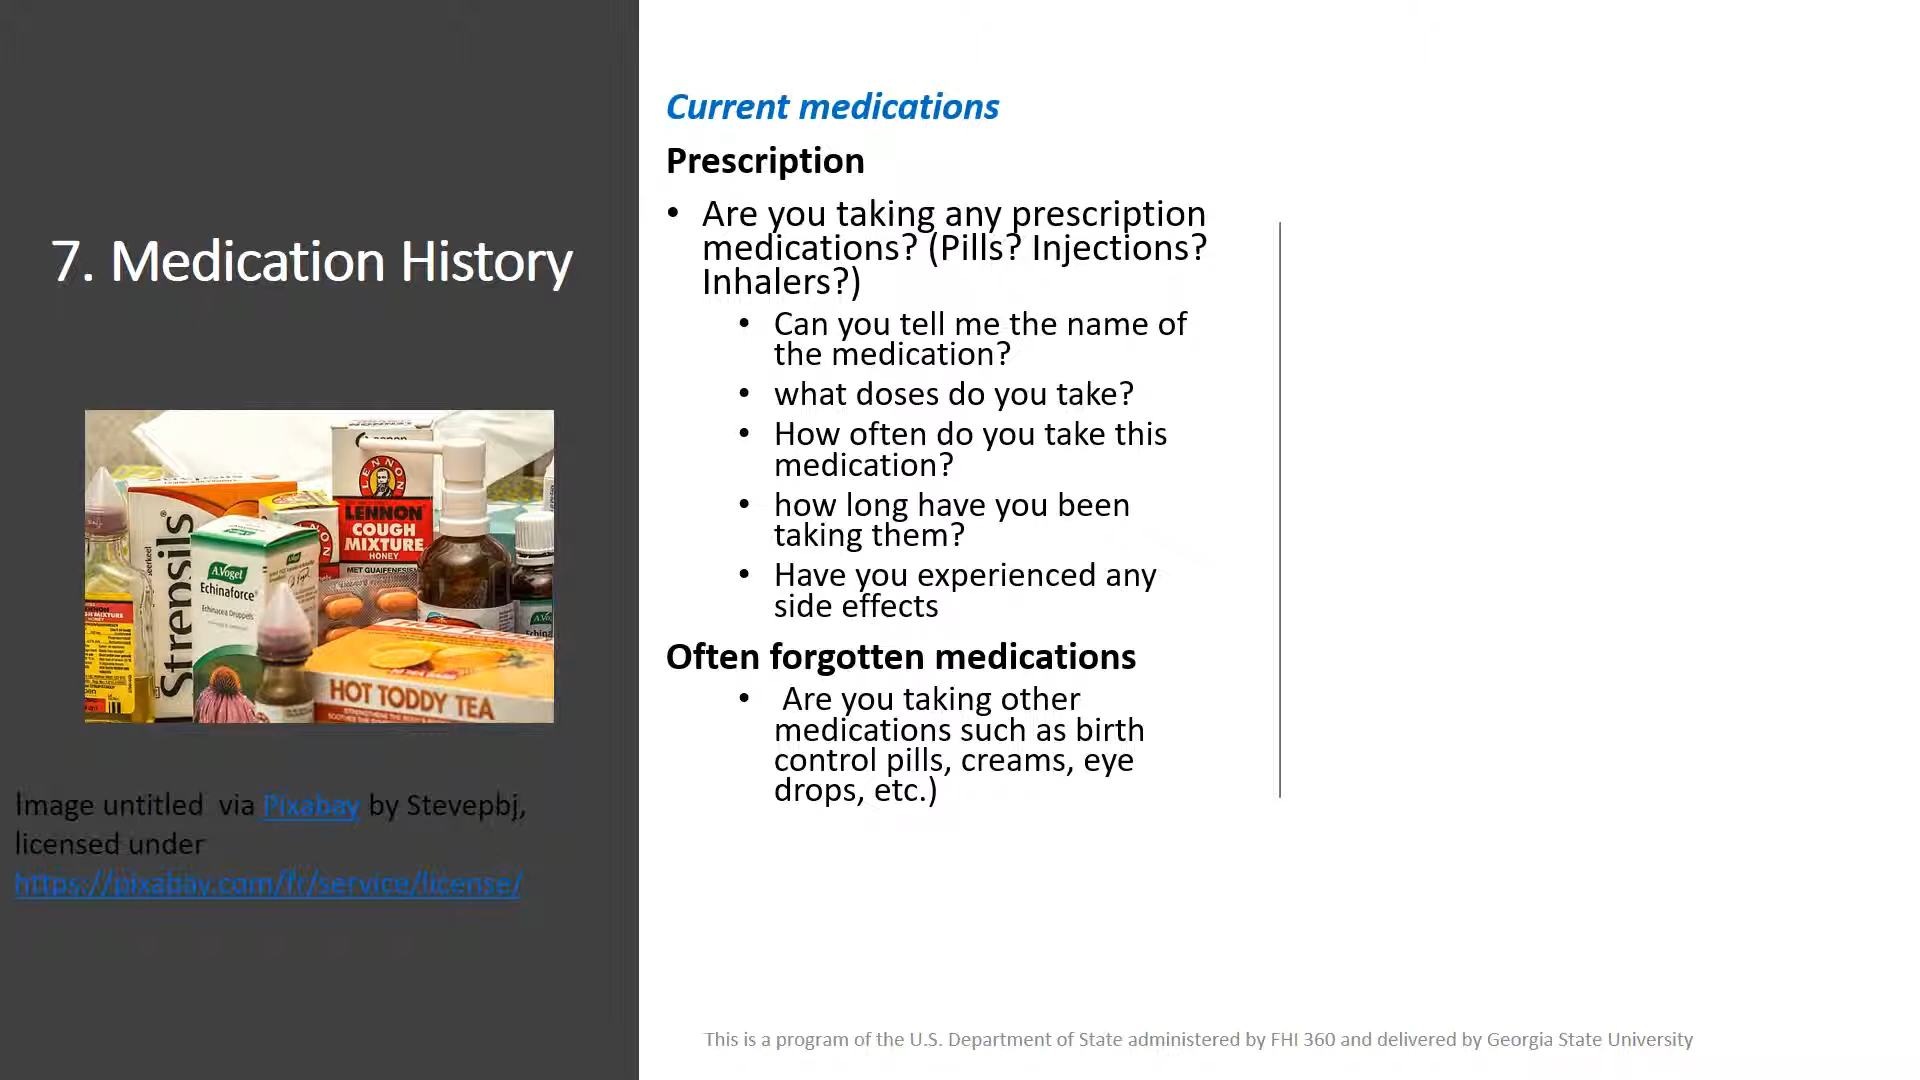 7. Medication History
LENNON
LENNON
COUGH
MIXTURE
HONEY
MET GUAIFENESIN
Strepsils
A.Vogel
Echinaforce
Echinacea Druppels
HOT TODDY TEA
Image untitled  via Pixabay by Stevepbj,
licensed under
https://pixabay.com/fr/service/license/
Current medications
Prescription
• Are you taking any prescription
medications? (Pills? Injections?
Inhalers?)
• Can you tell me the name of
the medication?
• what doses do you take?
• How often do you take this
medication?
• how long have you been
taking them?
• Have you experienced any
side effects
Often forgotten medications
•  Are you taking other
medications such as birth
control pills, creams, eye
drops, etc.)
This is a program of the U.S. Department of State administered by FHI 360 and delivered by Georgia State University